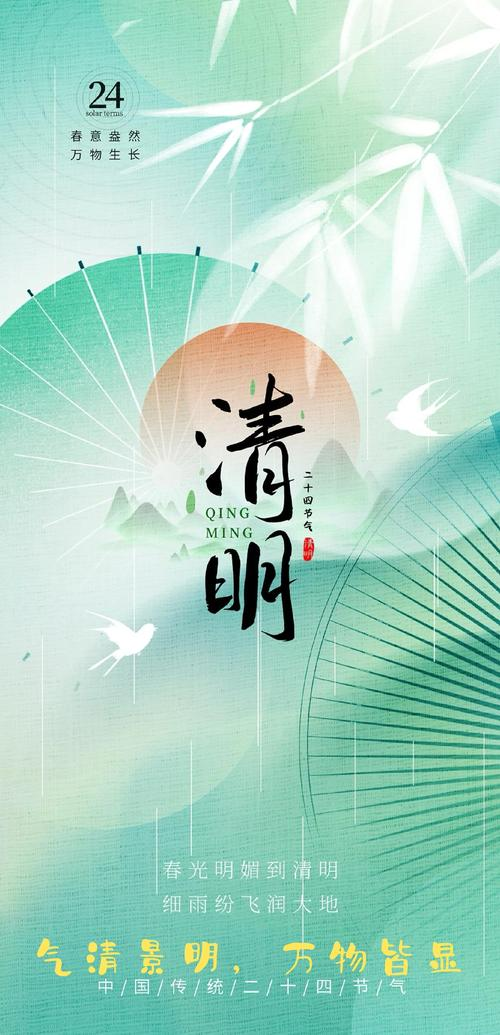 24
solar terms
春意盎然
万物生长
清明
QING
MING
二十四节气
清明
春光明媚到清明
细雨纷飞润大地
气清景明，万物皆显
中/国/传/统/二/十/四/节/气